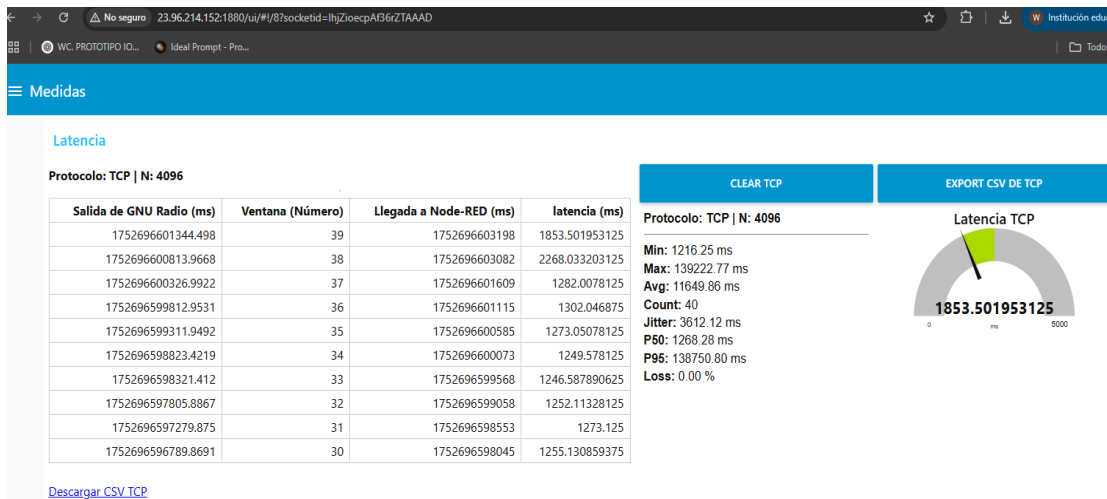 No seguro 23.96.214.152:1880/ui/#!/8?socketid=lhjZioecpAf36rZTAAAD W Institución edu
WC. PROTOTIPO IO... Ideal Prompt - Pro... Todo
Medidas
Latencia
Protocolo: TCP | N: 4096
Salida de GNU Radio (ms) Ventana (Número) Llegada a Node-RED (ms) latencia (ms)
1752696601344.498 39 1752696603198 1853.501953125
1752696600813.9668 38 1752696603082 2268.033203125
1752696600326.9922 37 1752696601609 1282.0078125
1752696599812.9531 36 1752696601115 1302.046875
1752696599311.9492 35 1752696600585 1273.05078125
1752696598823.4219 34 1752696600073 1249.578125
1752696598321.412 33 1752696599568 1246.587890625
1752696597805.8867 32 1752696599058 1252.11328125
1752696597279.875 31 1752696598553 1273.125
1752696596789.8691 30 1752696598045 1255.130859375
Descargar CSV TCP
CLEAR TCP
Protocolo: TCP | N: 4096
Min: 1216.25 ms
Max: 139222.77 ms
Avg: 11649.86 ms
Count: 40
Jitter: 3612.12 ms
P50: 1268.28 ms
P95: 138750.80 ms
Loss: 0.00 %
EXPORT CSV DE TCP
Latencia TCP
1853.501953125
0 ms 5000